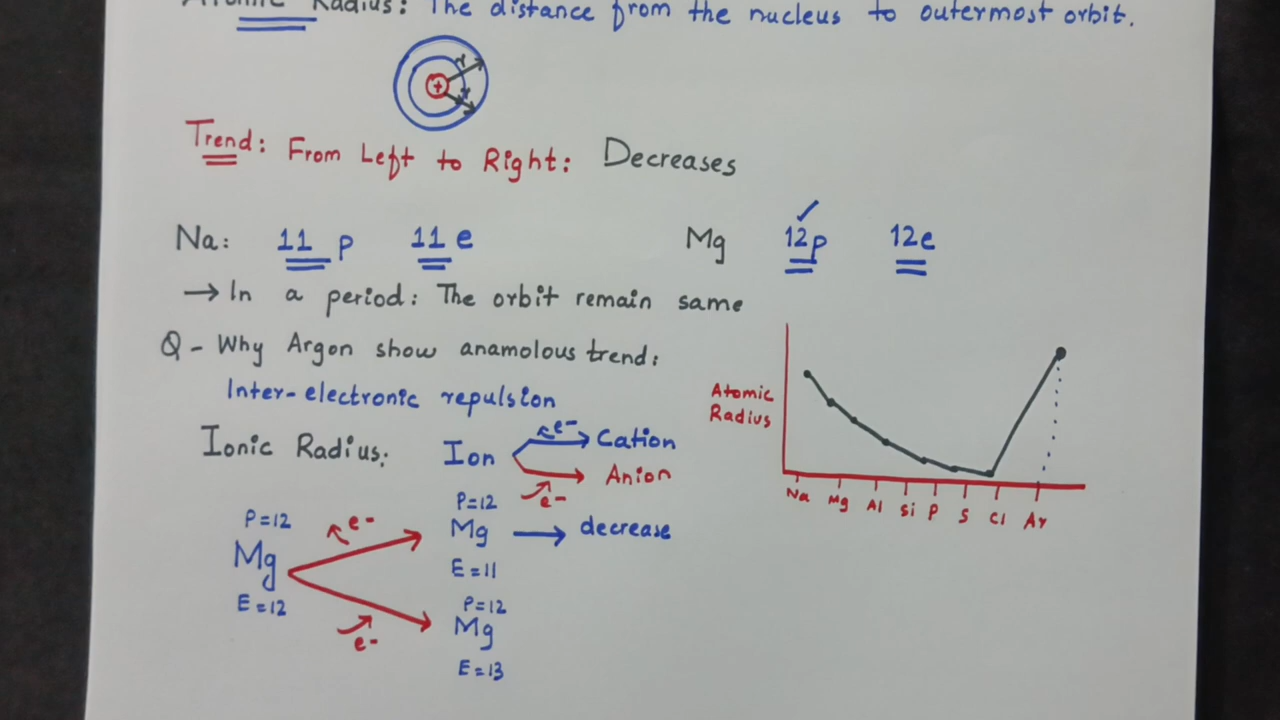 Atomic Radius: The distance from the nucleus to outermost orbit.
+ r r
Trend: From Left to Right: Decreases
Na: 11 p 11 e Mg 12p 12e
→ In a period: The orbit remain same
Q - Why Argon show anamolous trend:
Inter-electronic repulsion
Ionic Radius: Ion e- Cation
Anion
e-
P=12 e- P=12
Mg Mg → decrease
E=12 E=11
P=12
e- Mg
E=13
Atomic
Radius
Na Mg Al Si P S Cl Ar